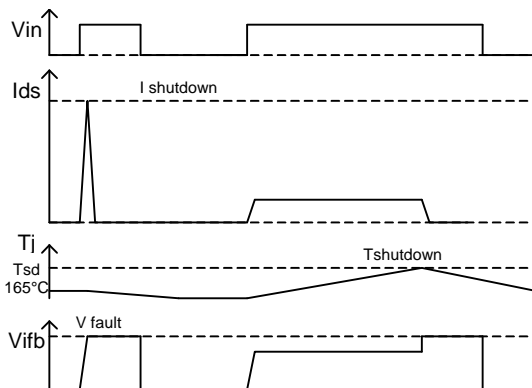 Vin
Ids
I shutdown
Tj
Tsd
165°C
Tshutdown
V fault
Vifb